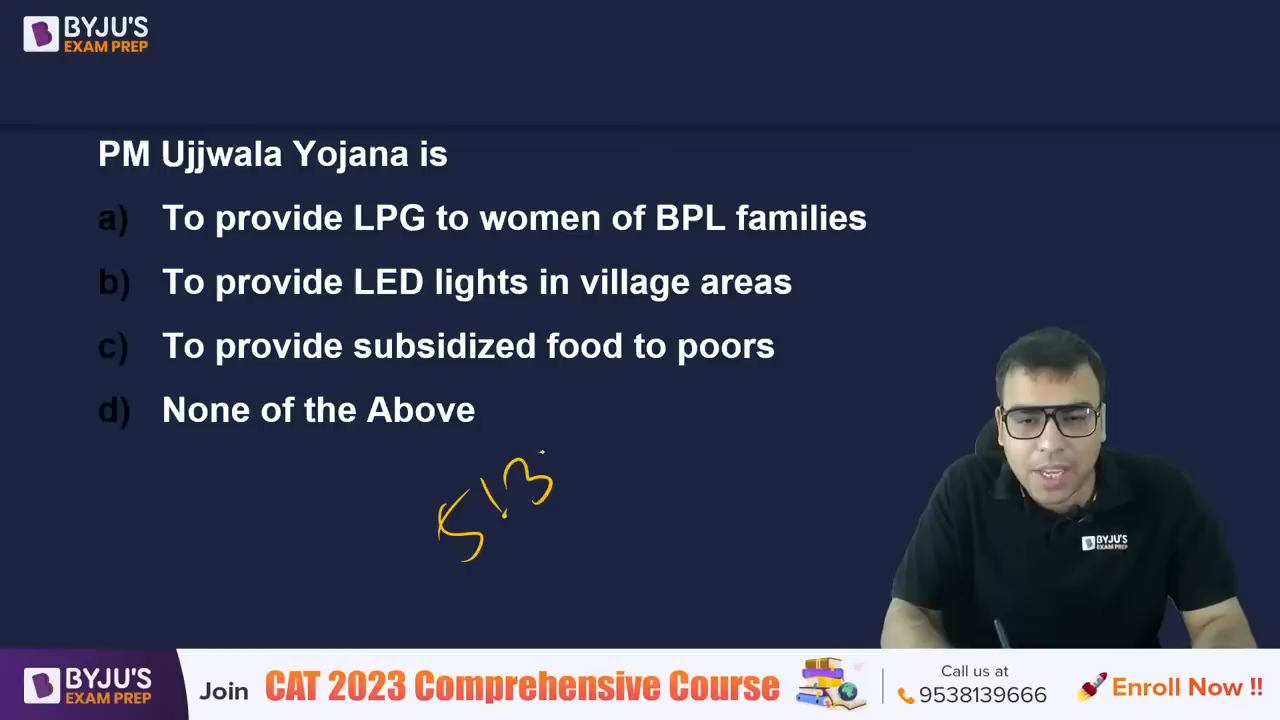 BYJU'S
EXAM PREP
PM Ujjwala Yojana is
a) To provide LPG to women of BPL families
b) To provide LED lights in village areas
c) To provide subsidized food to poors
d) None of the Above
BYJU'S
EXAM PREP
BYJU'S
EXAM PREP
Join CAT 2023 Comprehensive Course
Call us at
9538139666
Enroll Now !!